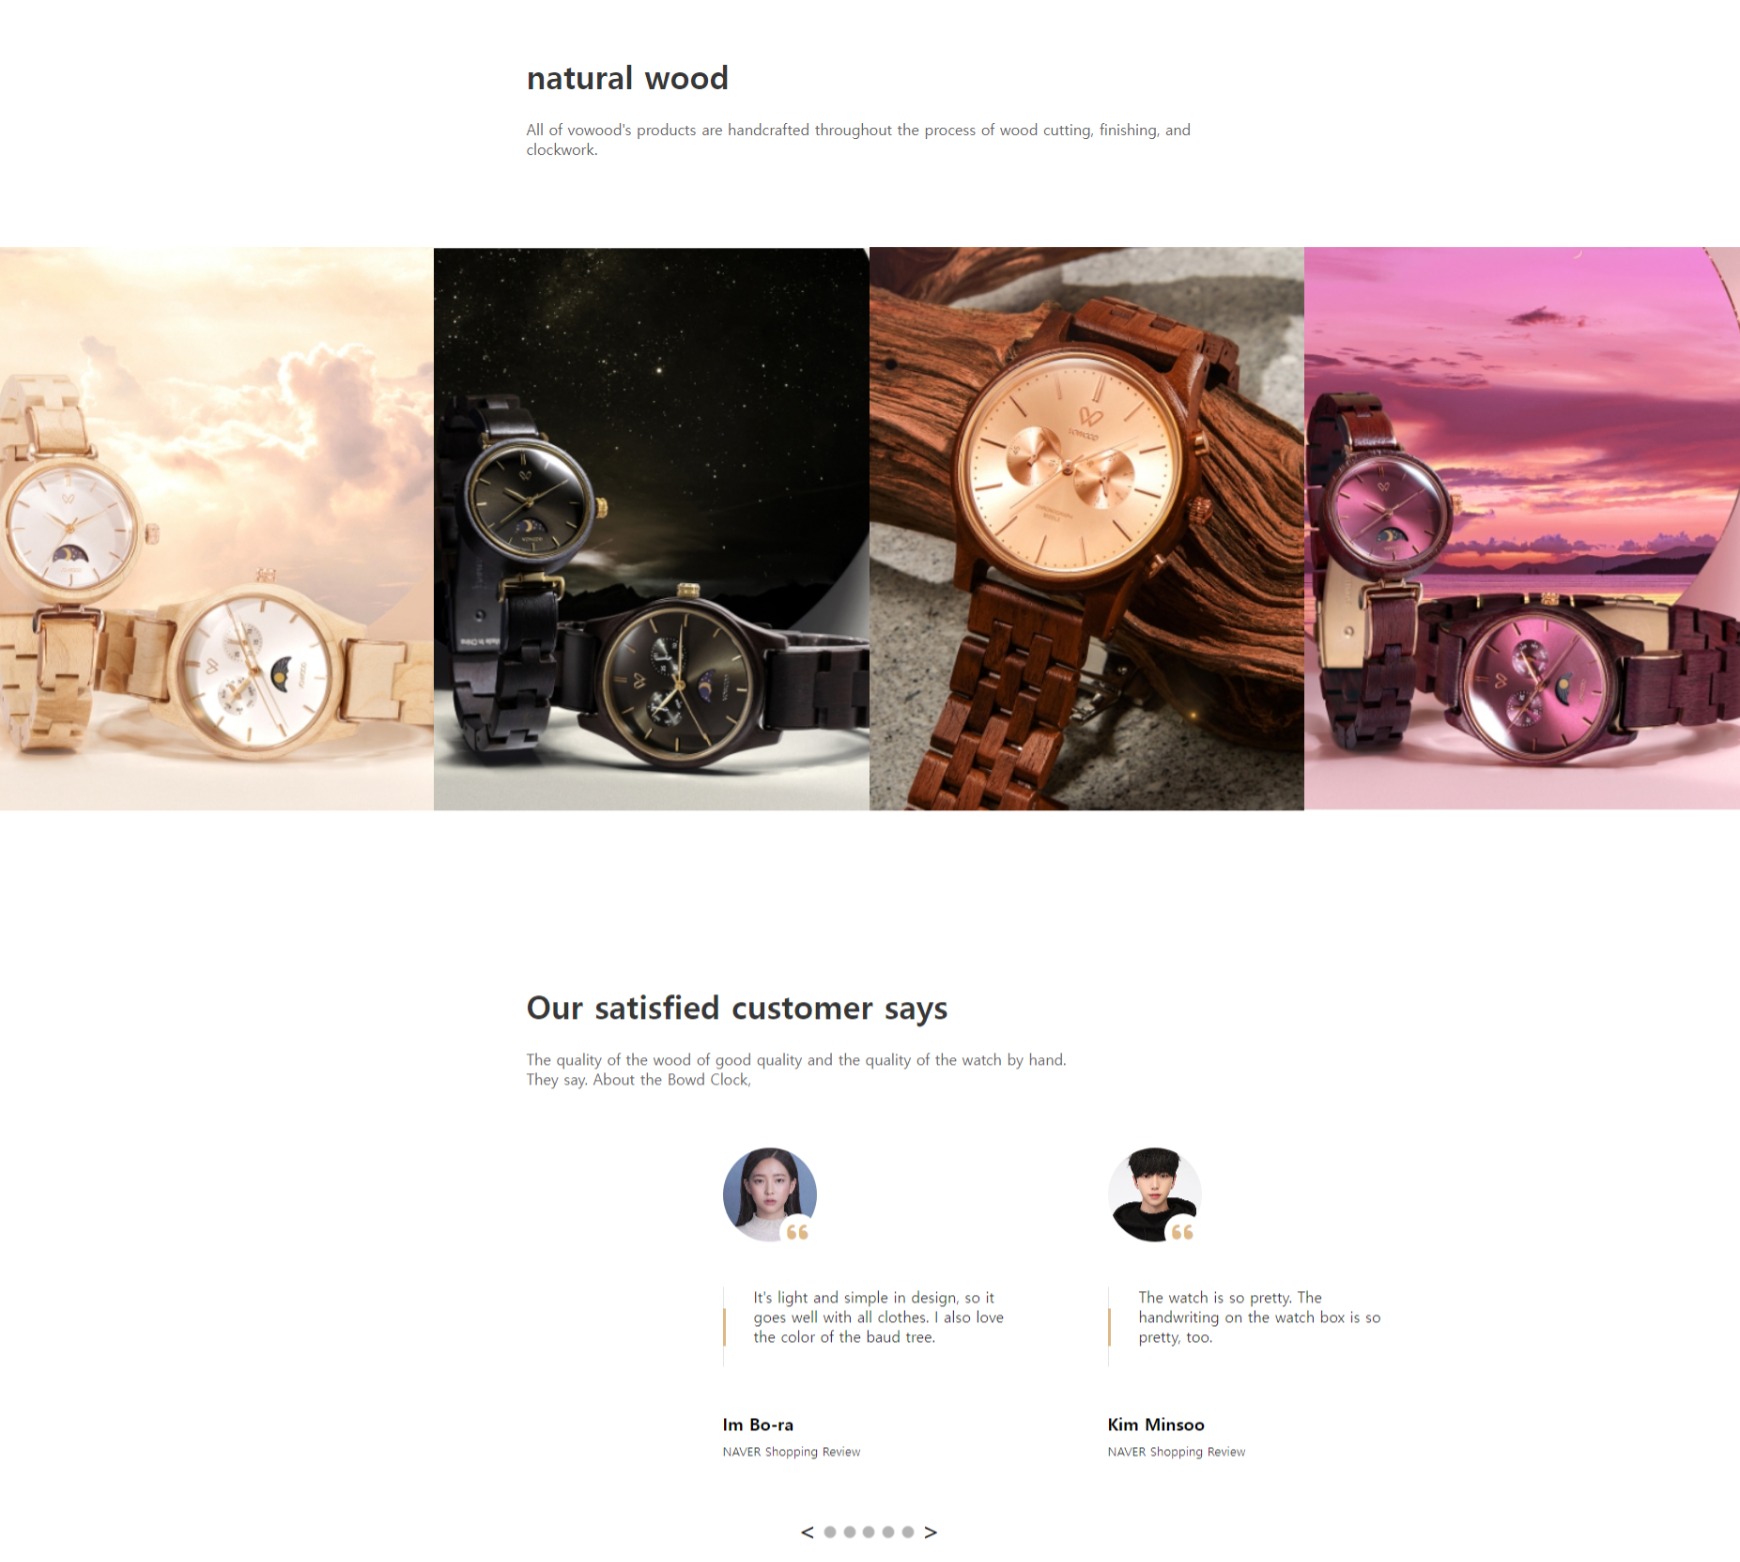 natural wood
All of vowood's products are handcrafted throughout the process of wood cutting, finishing, and
clockwork.
VOWOOD
Our satisfied customer says
The quality of the wood of good quality and the quality of the watch by hand.
They say. About the Bowd Clock,
It's light and simple in design, so it
goes well with all clothes. I also love
the color of the baud tree.
The watch is so pretty. The
handwriting on the watch box is so
pretty, too.
Im Bo-ra
NAVER Shopping Review
Kim Minsoo
NAVER Shopping Review
< >